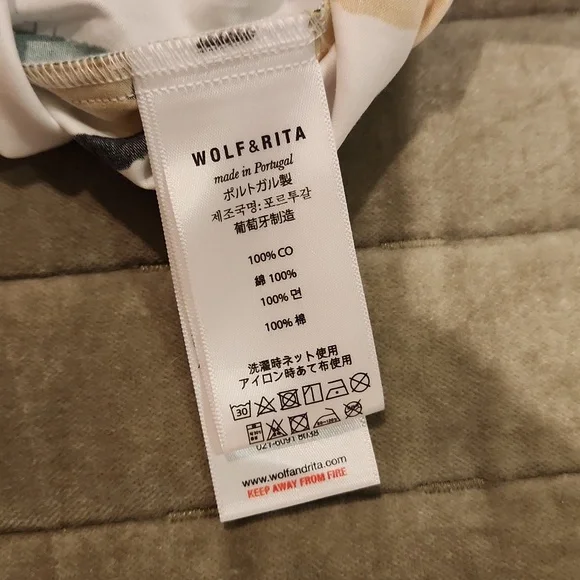 WOLF&RITA
made in Portugal
ポルトガル製
제조국명: 포르투갈
葡萄牙制造
100% CO
綿 100%
100% 면
100% 棉
洗濯時ネット使用
アイロン時あて布使用
30
www.wolfandrita.com
KEEP AWAY FROM FIRE